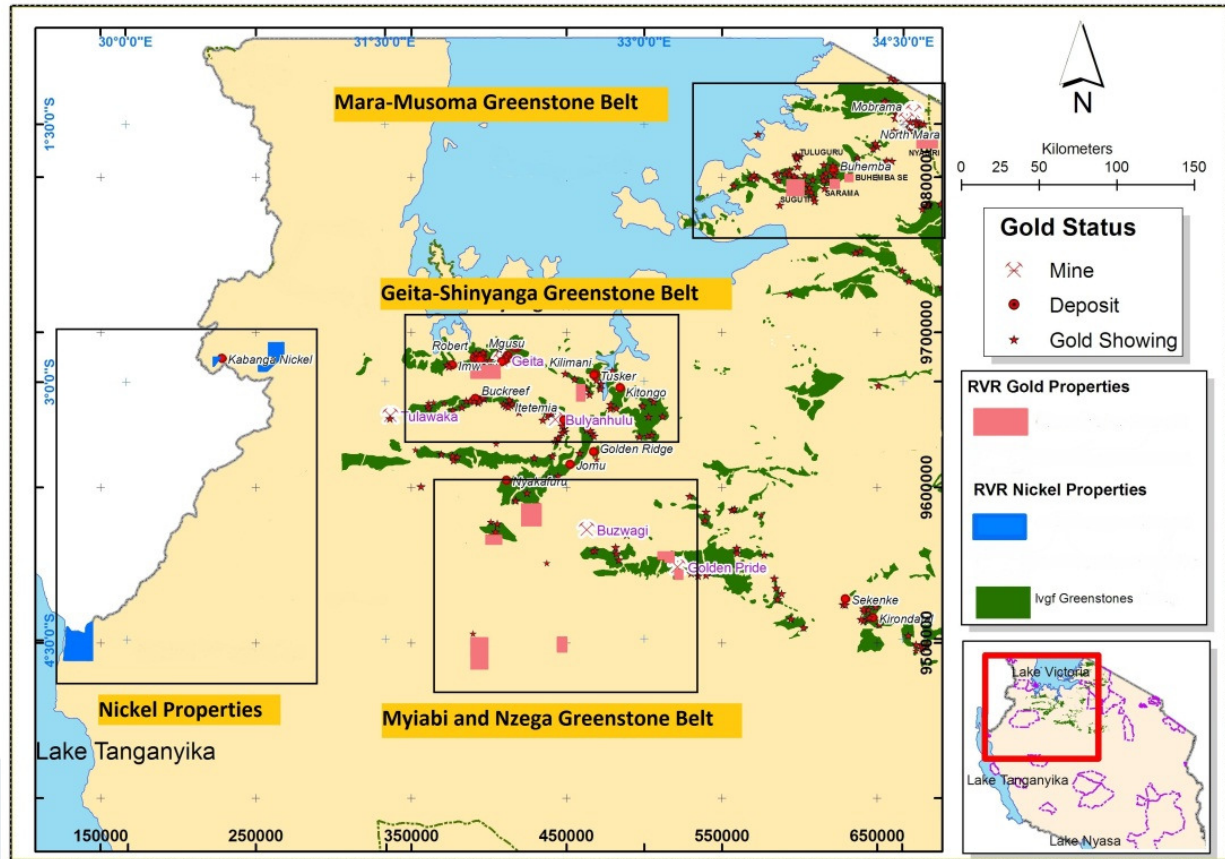 30°0'0"E
31°30'0"E
33°0'0"E
34°30'0"E
1°30'0"S
3°0'0"S
4°30'0"S
9800000
9700000
9600000
9500000
150000
250000
350000
450000
550000
650000
Mara-Musoma Greenstone Belt
Mobrama
North Mara
TULUGURU
Buhemba
BUHEMBA SE
SARAMA
SUGUTI
Geita-Shinyanga Greenstone Belt
Robert
Mgusu
Geita
Kilimani
Tusker
Kitongo
Buckreef
Itetemia
Tulawaka
Bulyanhulu
Golden Ridge
Jomu
Nyakafuru
Kabanga Nickel
Buzwagi
Golden Pride
Sekenke
Kironda
Nickel Properties
Myiabi and Nzega Greenstone Belt
Lake Tanganyika
N
Kilometers
0 50 100 150
Gold Status
Mine
Deposit
Gold Showing
RVR Gold Properties
RVR Nickel Properties
lvgf Greenstones
Lake Victoria
Lake Tanganyika
Lake Nyasa